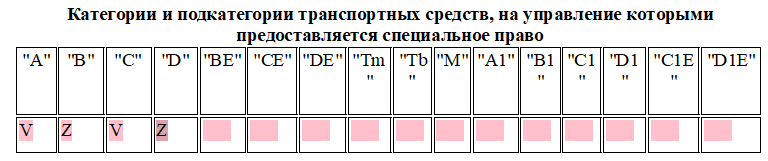 Категории и подкатегории транспортных средств, на управление которыми
предоставляется специальное право
"A" "B" "C" "D" "BE" "CE" "DE" "Tm" "Tb" "M" "A1" "B1" "C1" "D1" "C1E" "D1E"
V Z V Z